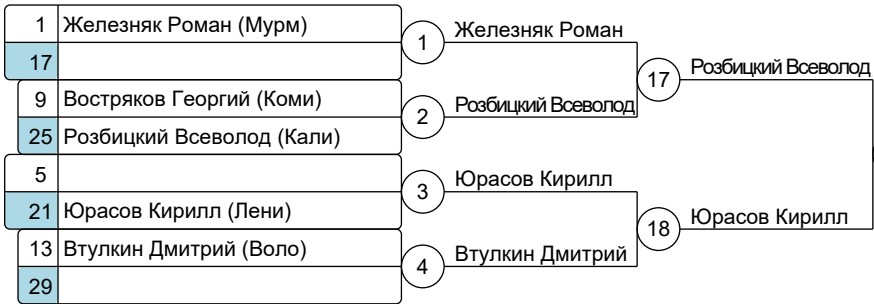 1 Железняк Роман (Мурм)
17
1 Железняк Роман
9 Востряков Георгий (Коми)
25 Розбицкий Всеволод (Кали)
2 Розбицкий Всеволод
17 Розбицкий Всеволод
5
21 Юрасов Кирилл (Лени)
3 Юрасов Кирилл
13 Втулкин Дмитрий (Воло)
29
4 Втулкин Дмитрий
18 Юрасов Кирилл